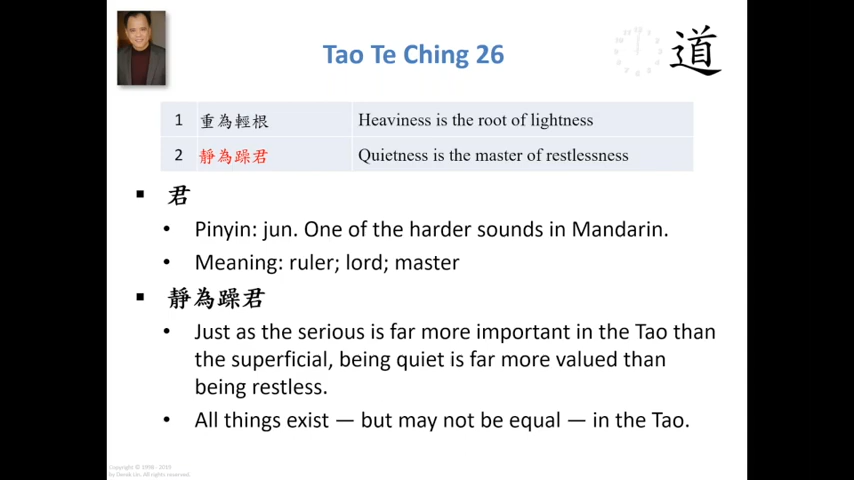 Tao Te Ching 26
道
1 重為輕根 Heaviness is the root of lightness
2 靜為躁君 Quietness is the master of restlessness
▪ 君
• Pinyin: jun. One of the harder sounds in Mandarin.
• Meaning: ruler; lord; master
▪ 靜為躁君
• Just as the serious is far more important in the Tao than
the superficial, being quiet is far more valued than
being restless.
• All things exist — but may not be equal — in the Tao.
Copyright © 1998 - 2019
by Derek Lin. All rights reserved.